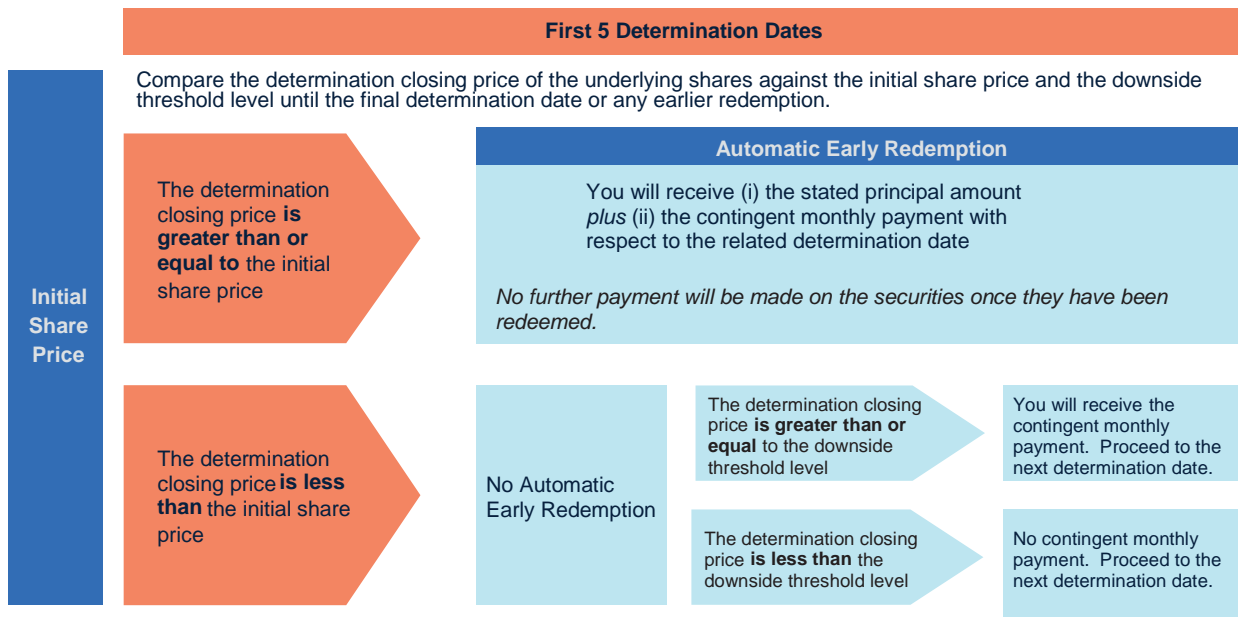 First 5 Determination Dates
Compare the determination closing price of the underlying shares against the initial share price and the downside
threshold level until the final determination date or any earlier redemption.
Initial
Share
Price
The determination
closing price is
greater than or
equal to the initial
share price
Automatic Early Redemption
You will receive (i) the stated principal amount
plus (ii) the contingent monthly payment with
respect to the related determination date
No further payment will be made on the securities once they have been
redeemed.
The determination
closing price is less
than the initial share
price
No Automatic
Early Redemption
The determination closing
price is greater than or
equal to the downside
threshold level
You will receive the
contingent monthly
payment. Proceed to the
next determination date.
The determination closing
price is less than the
downside threshold level
No contingent monthly
payment. Proceed to the
next determination date.